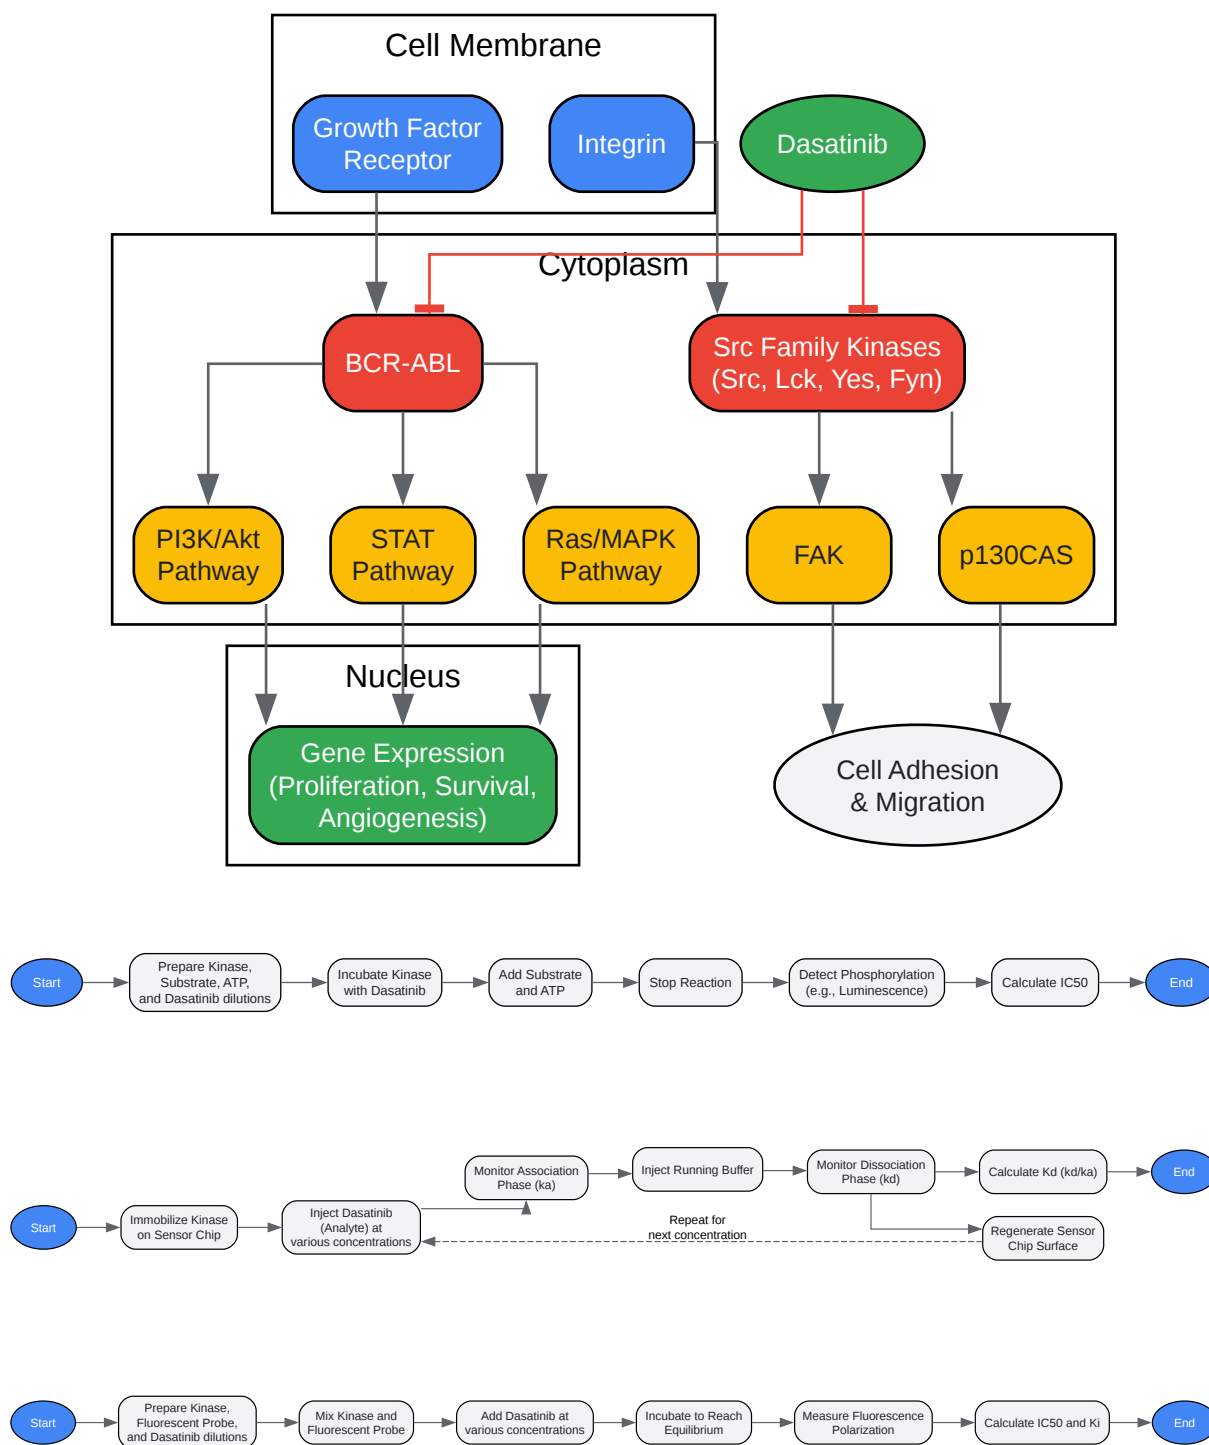 Cell Membrane
Growth Factor
Receptor
Integrin
Dasatinib
Cytoplasm
BCR-ABL
Src Family Kinases
(Src, Lck, Yes, Fyn)
PI3K/Akt
Pathway
STAT
Pathway
Ras/MAPK
Pathway
FAK
p130CAS
Nucleus
Gene Expression
(Proliferation, Survival,
Angiogenesis)
Cell Adhesion
& Migration
Start
Prepare Kinase,
Substrate, ATP,
and Dasatinib dilutions
Incubate Kinase
with Dasatinib
Add Substrate
and ATP
Stop Reaction
Detect Phosphorylation
(e.g., Luminescence)
Calculate IC50
End
Start
Immobilize Kinase
on Sensor Chip
Inject Dasatinib
(Analyte) at
various concentrations
Monitor Association
Phase (ka)
Inject Running Buffer
Monitor Dissociation
Phase (kd)
Calculate Kd (kd/ka)
End
Repeat for
next concentration
Regenerate Sensor
Chip Surface
Start
Prepare Kinase,
Fluorescent Probe,
and Dasatinib dilutions
Mix Kinase and
Fluorescent Probe
Add Dasatinib at
various concentrations
Incubate to Reach
Equilibrium
Measure Fluorescence
Polarization
Calculate IC50 and Ki
End